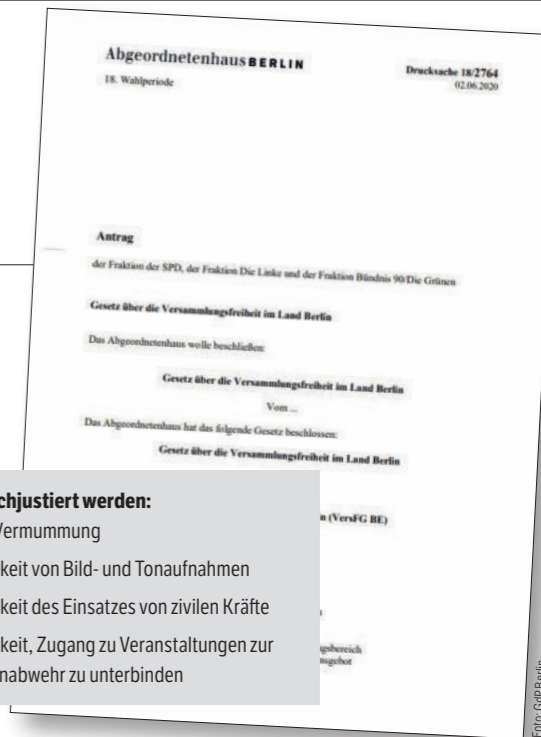 Abgeordnetenhaus BERLIN
18. Wahlperiode
Drucksache 18/2764
02.06.2020
Antrag
der Fraktion der SPD, der Fraktion Die Linke und der Fraktion Bündnis 90/Die Grünen
Gesetz über die Versammlungsfreiheit im Land Berlin
Das Abgeordnetenhaus wolle beschließen:
Gesetz über die Versammlungsfreiheit im Land Berlin
Vom ...
Das Abgeordnetenhaus hat das folgende Gesetz beschlossen:
Gesetz über die Versammlungsfreiheit im Land Berlin
(VersFG BE)
chjustiert werden:
Vermummung
keit von Bild- und Tonaufnahmen
keit des Einsatzes von zivilen Kräfte
keit, Zugang zu Veranstaltungen zur
nabwehr zu unterbinden
gsbereich
nsgebot
Foto: GdP Berlin